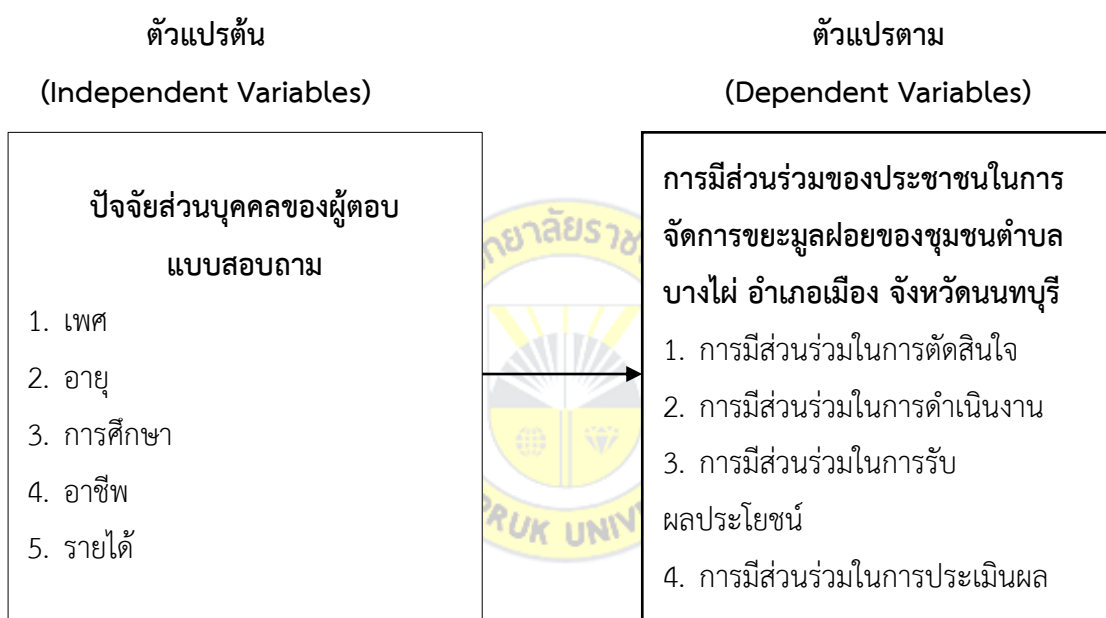 ตัวแปรต้น
(Independent Variables)
ปัจจัยส่วนบุคคลของผู้ตอบ
แบบสอบถาม
1. เพศ
2. อายุ
3. การศึกษา
4. อาชีพ
5. รายได้
ตัวแปรตาม
(Dependent Variables)
การมีส่วนร่วมของประชาชนในการ
จัดการขยะมูลฝอยของชุมชนตำบล
บางไผ่ อำเภอเมือง จังหวัดนนทบุรี
1. การมีส่วนร่วมในการตัดสินใจ
2. การมีส่วนร่วมในการดำเนินงาน
3. การมีส่วนร่วมในการรับ
ผลประโยชน์
4. การมีส่วนร่วมในการประเมินผล